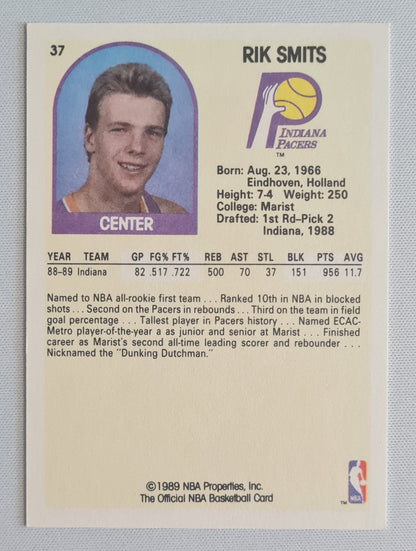 37
RIK SMITS
INDIANA
PACERS
TM
Born: Aug. 23, 1966
Eindhoven, Holland
Height: 7-4 Weight: 250
College: Marist
Drafted: 1st Rd–Pick 2
Indiana, 1988
CENTER
YEAR TEAM GP FG% FT% REB AST STL BLK PTS AVG
88-89 Indiana 82 .517 .722 500 70 37 151 956 11.7
Named to NBA all-rookie first team . . . Ranked 10th in NBA in blocked
shots . . . Second on the Pacers in rebounds . . . Third on the team in field
goal percentage . . . Tallest player in Pacers history . . . Named ECAC-
Metro player-of-the-year a as junior and senior at Marist . . . Finished
career as Marist's second all-time leading scorer and rebounder . . .
Nicknamed the "Dunking Dutchman."
©1989 NBA Properties, Inc.
The Official NBA Basketball Card
TM
NBA